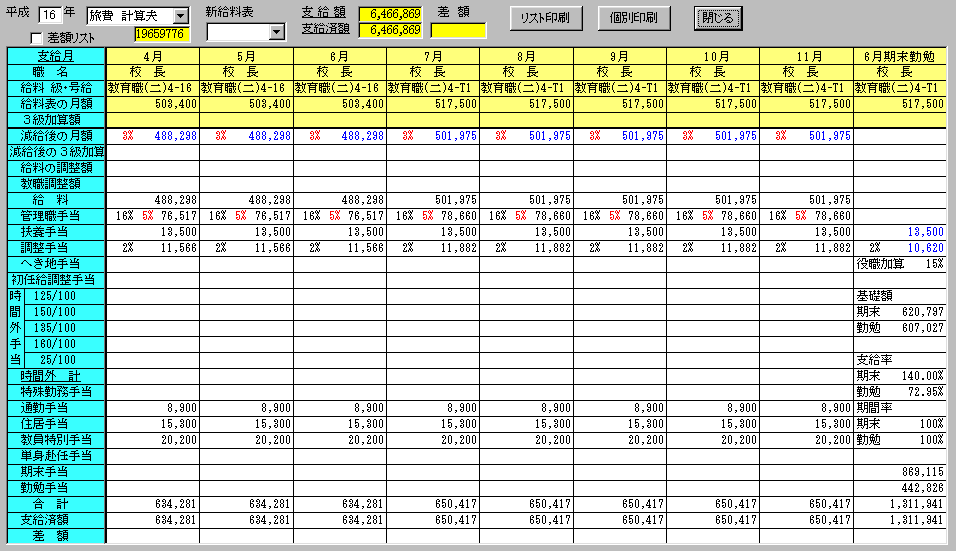 平成 16 年 旅費 計算夫 新給料表 支 給 額 6,466,869 差 額 リスト印刷 個別印刷 閉じる
差額リスト 19659776 支給済額 6,466,869
支給月 4月 5月 6月 7月 8月 9月 10月 11月 6月期末勤勉
職 名 校 長 校 長 校 長 校 長 校 長 校 長 校 長 校 長 校 長
給料 級・号給 教育職(二)4-16 教育職(二)4-16 教育職(二)4-16 教育職(二)4-T1 教育職(二)4-T1 教育職(二)4-T1 教育職(二)4-T1 教育職(二)4-T1 教育職(二)4-T1
給料表の月額 503,400 503,400 503,400 517,500 517,500 517,500 517,500 517,500 517,500
3級加算額
減給後の月額 3% 488,298 3% 488,298 3% 488,298 3% 501,975 3% 501,975 3% 501,975 3% 501,975 3% 501,975
減給後の3級加算
給料の調整額
教職調整額
給 料 488,298 488,298 488,298 501,975 501,975 501,975 501,975 501,975
管理職手当 16% 5% 76,517 16% 5% 76,517 16% 5% 76,517 16% 5% 78,660 16% 5% 78,660 16% 5% 78,660 16% 5% 78,660 16% 5% 78,660
扶養手当 13,500 13,500 13,500 13,500 13,500 13,500 13,500 13,500 13,500
調整手当 2% 11,566 2% 11,566 2% 11,566 2% 11,882 2% 11,882 2% 11,882 2% 11,882 2% 11,882 2% 10,620
へき地手当 役職加算 15%
初任給調整手当
時間外手当 125/100 基礎額
150/100 期末 620,797
135/100 勤勉 607,027
160/100
25/100 支給率
時間外 計 期末 140.00%
特殊勤務手当 勤勉 72.95%
通勤手当 8,900 8,900 8,900 8,900 8,900 8,900 8,900 8,900 期間率
住居手当 15,300 15,300 15,300 15,300 15,300 15,300 15,300 15,300 期末 100%
教員特別手当 20,200 20,200 20,200 20,200 20,200 20,200 20,200 20,200 勤勉 100%
単身赴任手当
期末手当 869,115
勤勉手当 442,826
合 計 634,281 634,281 634,281 650,417 650,417 650,417 650,417 650,417 1,311,941
支給済額 634,281 634,281 634,281 650,417 650,417 650,417 650,417 650,417 1,311,941
差 額